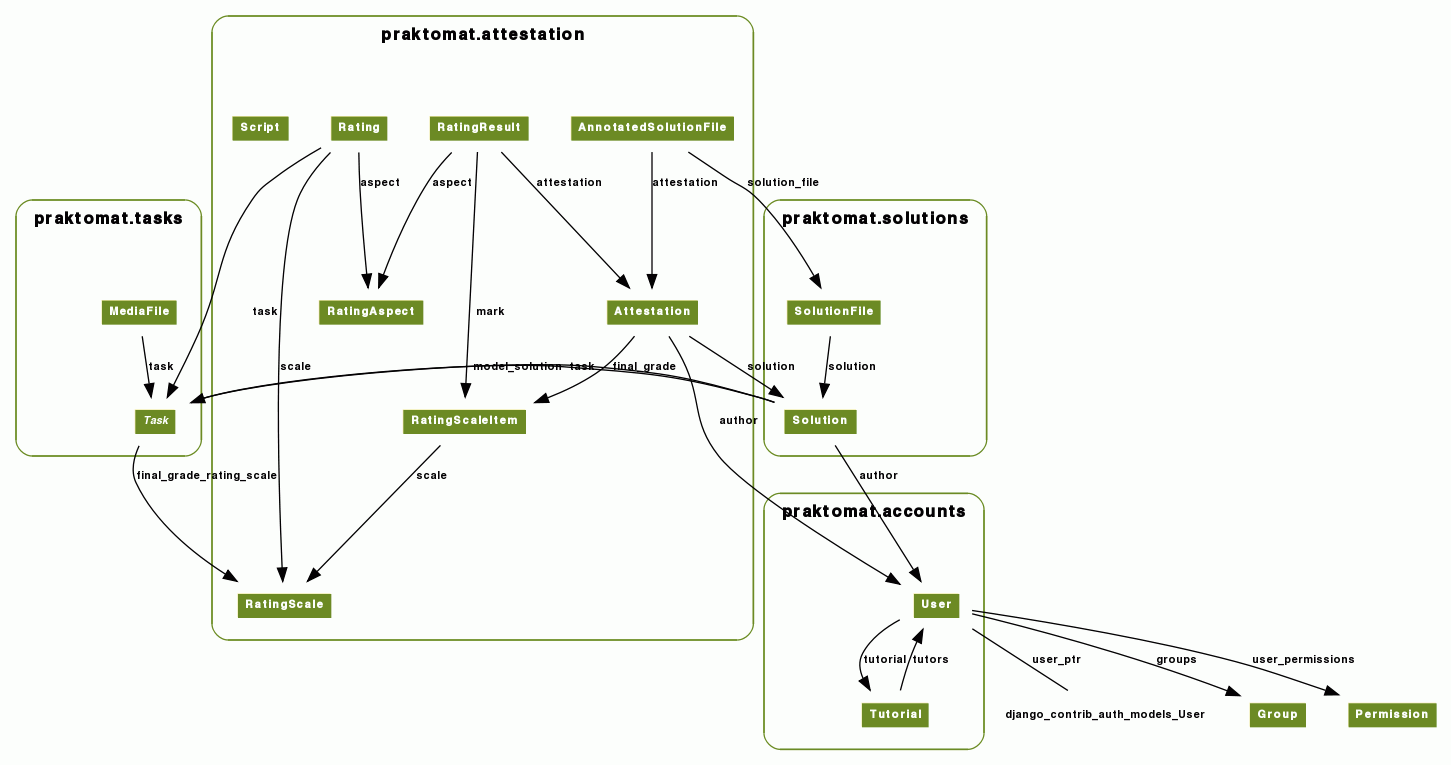 praktomat.attestation
Script
Rating
RatingResult
AnnotatedSolutionFile
aspect
aspect
attestation
attestation
solution_file
praktomat.tasks
praktomat.solutions
MediaFile
task
RatingAspect
mark
Attestation
SolutionFile
task
scale
model_solution
task
final_grade
solution
solution
Task
RatingScaleItem
author
Solution
final_grade_rating_scale
scale
author
praktomat.accounts
RatingScale
User
tutorial
tutors
user_ptr
groups
user_permissions
Tutorial
django_contrib_auth_models_User
Group
Permission